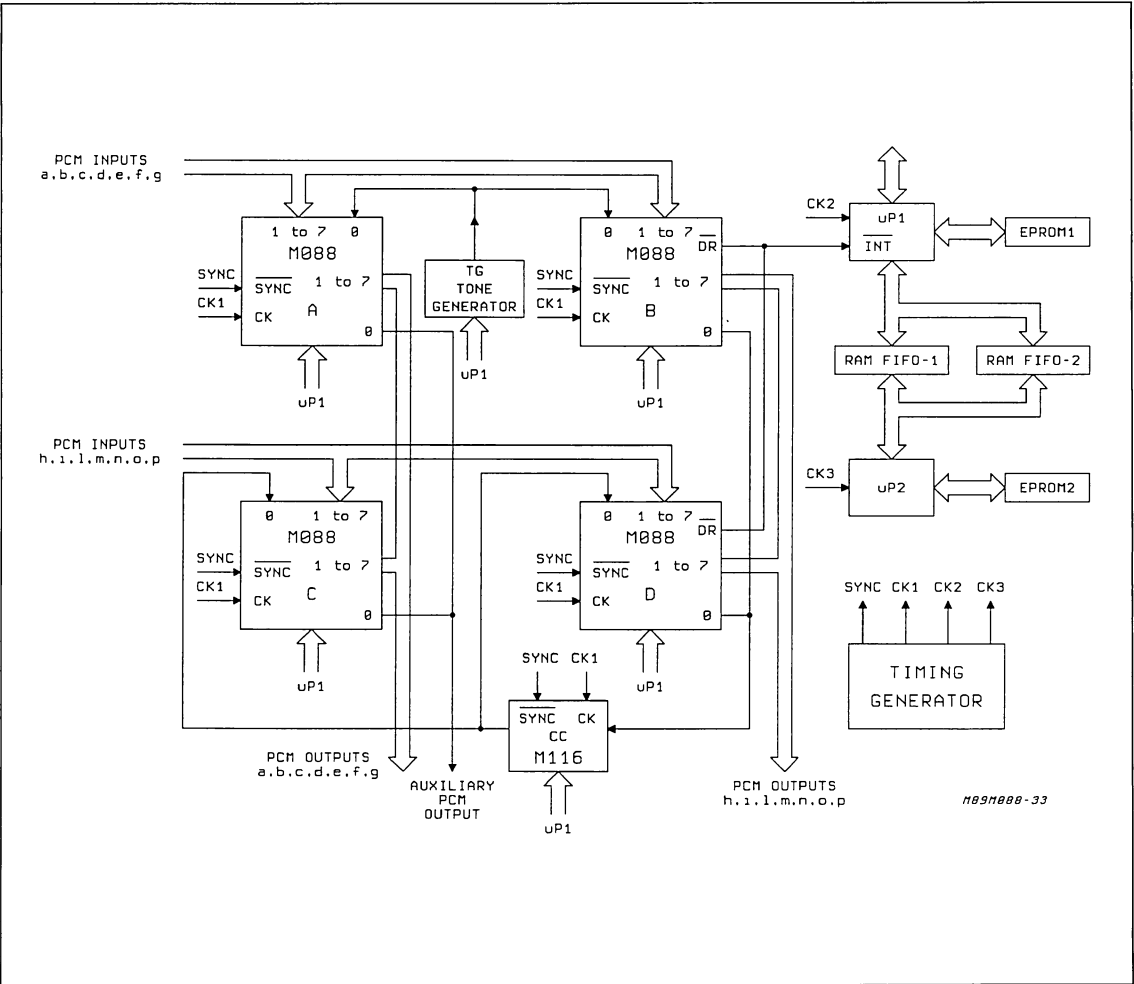 PCM INPUTS
a,b,c,d,e,f,g
1 to 7 0
M088
SYNC
SYNC
1 to 7
CK1
CK
A
0
uP1
TG
TONE
GENERATOR
uP1
0 1 to 7
M088
DR
SYNC
SYNC
1 to 7
CK1
CK
B
0
uP1
CK2
uP1
INT
EPROM1
RAM FIFO-1
RAM FIFO-2
CK3
uP2
EPROM2
PCM INPUTS
h,i,l,m,n,o,p
0 1 to 7
M088
SYNC
SYNC
1 to 7
CK1
CK
C
0
uP1
0 1 to 7
M088
DR
SYNC
SYNC
1 to 7
CK1
CK
D
0
uP1
SYNC CK1
SYNC CK
CC
M116
uP1
SYNC CK1 CK2 CK3
TIMING
GENERATOR
PCM OUTPUTS
a,b,c,d,e,f,g
AUXILIARY
PCM
OUTPUT
PCM OUTPUTS
h,i,l,m,n,o,p
M89M088-33